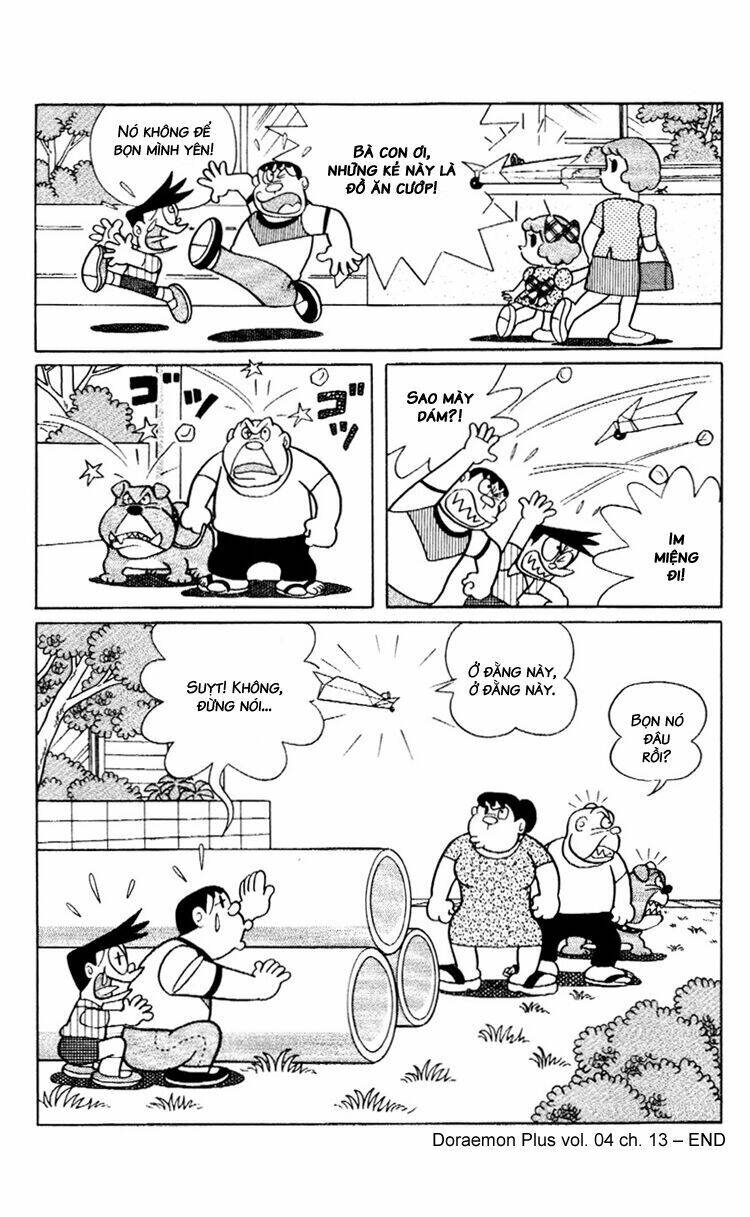 Nó không để
bọn mình yên!
Bà con ơi,
những kẻ này là
đồ ăn cướp!
ゴツ
ゴツ
Sao mày
dám?!
Im
miệng
đi!
Suỵt! Không,
đừng nói...
Ở đằng này,
ở đằng này.
Bọn nó
đâu
rồi?
Doraemon Plus vol. 04 ch. 13 – END